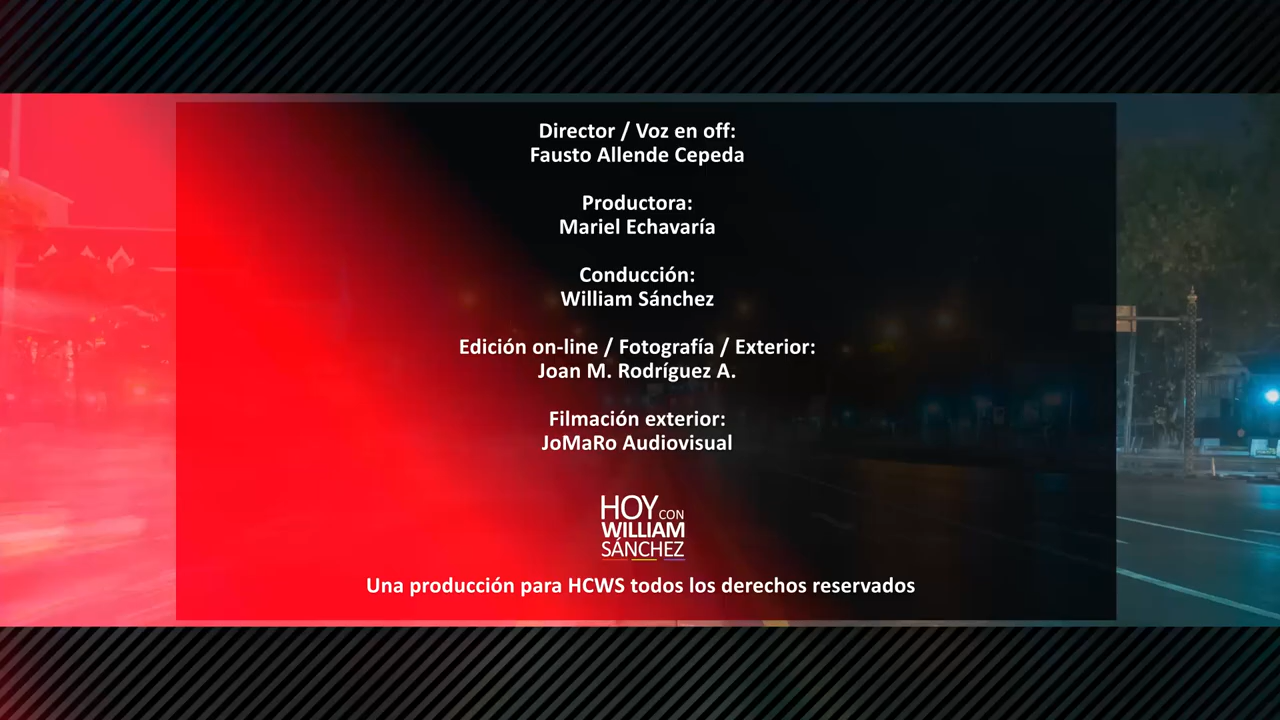 Director / Voz en off:
Fausto Allende Cepeda
Productora:
Mariel Echavaría
Conducción:
William Sánchez
Edición on-line / Fotografía / Exterior:
Joan M. Rodríguez A.
Filmación exterior:
JoMaRo Audiovisual
HOY CON
WILLIAM
SÁNCHEZ
Una producción para HCWS todos los derechos reservados